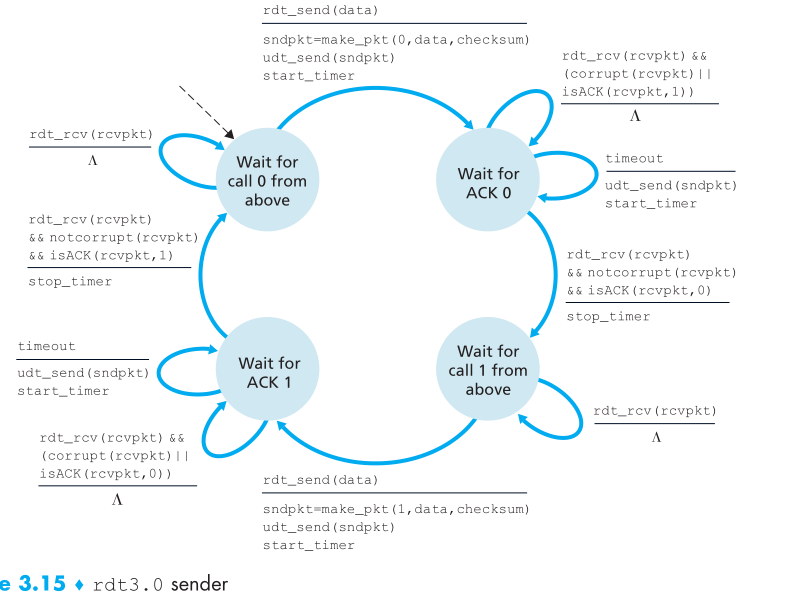 rdt_send(data)
sndpkt=make_pkt(0,data,checksum)
udt_send(sndpkt)
start_timer
rdt_rcv(rcvpkt) &&
(corrupt(rcvpkt)||
isACK(rcvpkt,1))
Λ
rdt_rcv(rcvpkt)
Λ
Wait for
call 0 from
above
Wait for
ACK 0
timeout
udt_send(sndpkt)
start_timer
rdt_rcv(rcvpkt)
&& notcorrupt(rcvpkt)
&& isACK(rcvpkt,1)
stop_timer
rdt_rcv(rcvpkt)
&& notcorrupt(rcvpkt)
&& isACK(rcvpkt,0)
stop_timer
timeout
udt_send(sndpkt)
start_timer
Wait for
ACK 1
Wait for
call 1 from
above
rdt_rcv(rcvpkt)
Λ
rdt_rcv(rcvpkt) &&
(corrupt(rcvpkt)||
isACK(rcvpkt,0))
Λ
rdt_send(data)
sndpkt=make_pkt(1,data,checksum)
udt_send(sndpkt)
start_timer
e 3.15 ♦ rdt3.0 sender